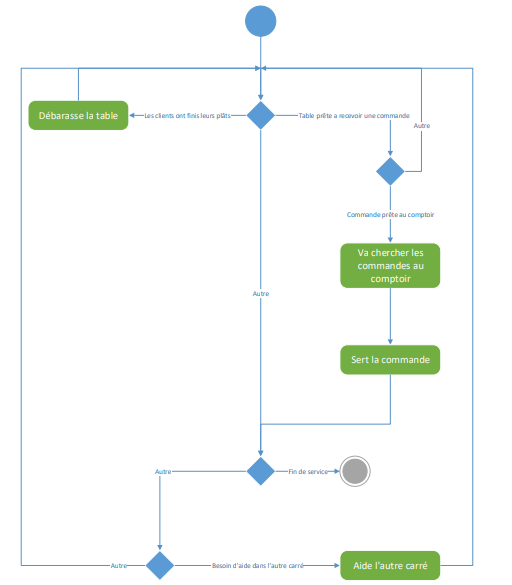 Débarasse la table
Les clients ont finis leurs plâts
Table prête a recevoir une commande
Autre
Commande prête au comptoir
Va chercher les
commandes au
comptoir
Autre
Sert la commande
Autre
Fin de service
Autre
Besoin d'aide dans l'autre carré
Aide l'autre carré